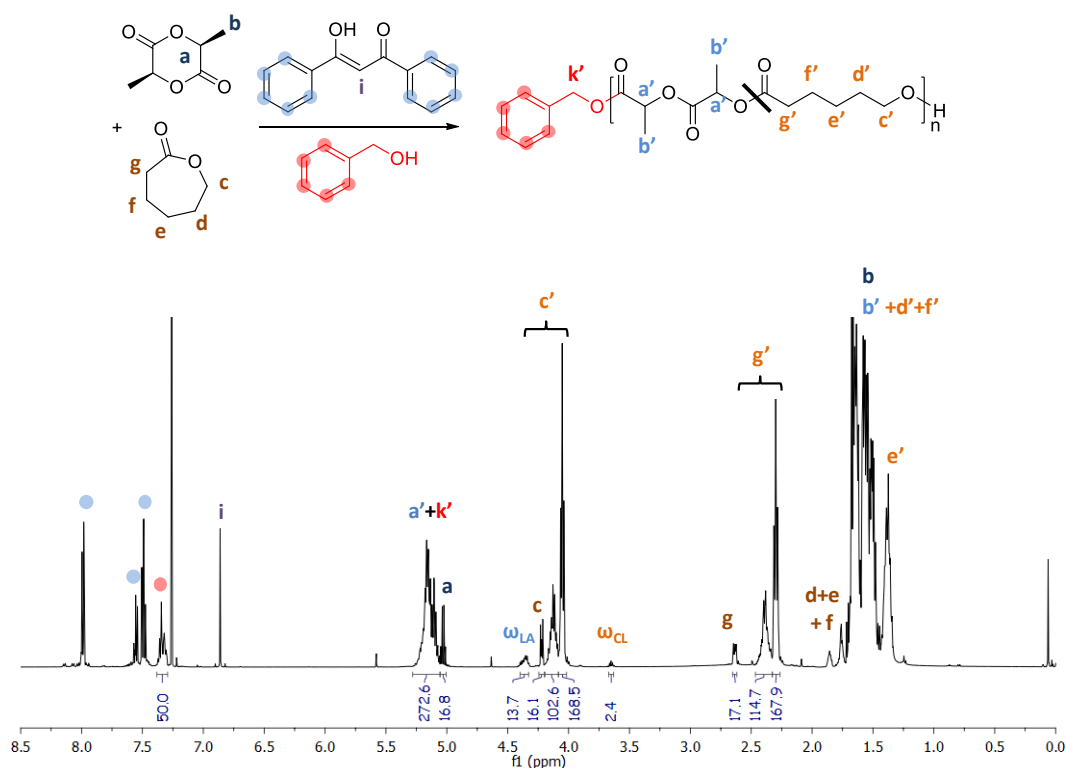 b
O
O
OH
O
a
O
O
i
+
O
O
g
c
f
d
e
OH
k'
O
O
b'
a'
O
O
O
a'
b'
O
O
f'
d'
O
H
n
g'
e'
c'
c'
g'
b
b' +d'+f'
e'
i
a'+k'
a
c
ωLA
ωCL
g
d+e
+ f
50.0
272.6
16.8
13.7
16.1
102.6
168.5
2.4
17.1
114.7
167.9
8.5 8.0 7.5 7.0 6.5 6.0 5.5 5.0 4.5 4.0 3.5 3.0 2.5 2.0 1.5 1.0 0.5 0.0
f1 (ppm)